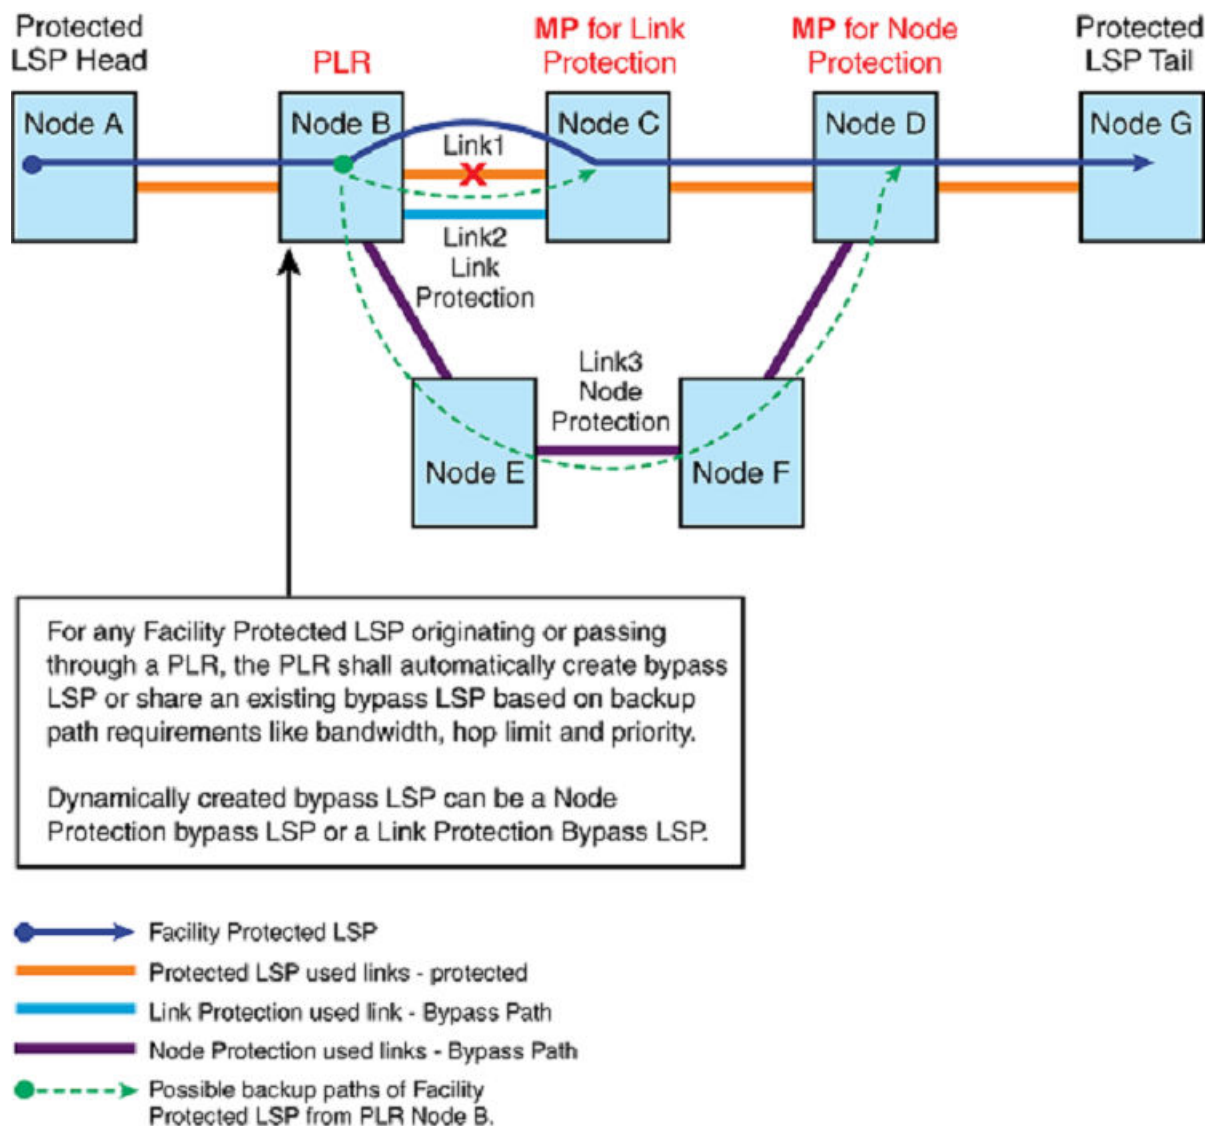 Protected
LSP Head
PLR
MP for Link
Protection
MP for Node
Protection
Protected
LSP Tail
Node A
Node B
Node C
Node D
Node G
Link1
Link2
Link
Protection
Link3
Node
Protection
Node E
Node F
For any Facility Protected LSP originating or passing
through a PLR, the PLR shall automatically create bypass
LSP or share an existing bypass LSP based on backup
path requirements like bandwidth, hop limit and priority.
Dynamically created bypass LSP can be a Node
Protection bypass LSP or a Link Protection Bypass LSP.
Facility Protected LSP
Protected LSP used links - protected
Link Protection used link - Bypass Path
Node Protection used links - Bypass Path
Possible backup paths of Facility
Protected LSP from PLR Node B.